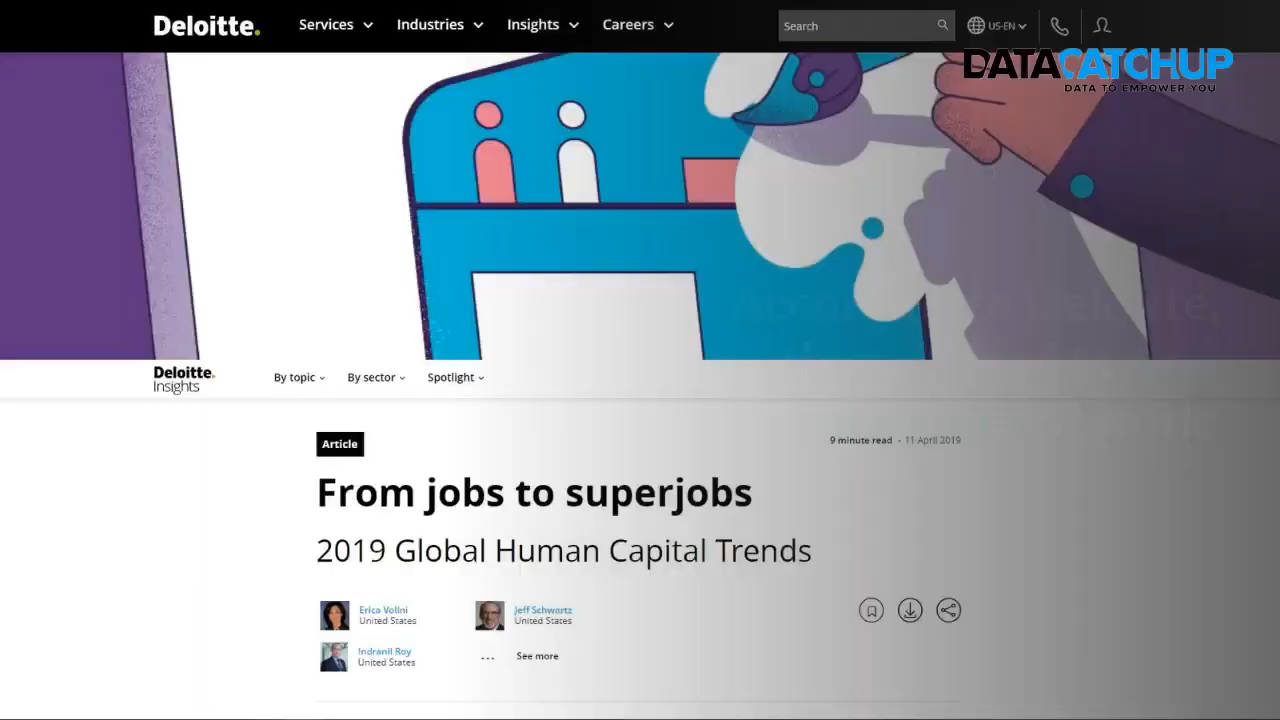 Deloitte.
Services Industries Insights Careers
Search
US-EN
DATACATCHUP
DATA TO EMPOWER YOU
Deloitte.
Insights
By topic By sector Spotlight
Article
9 minute read - 11 April 2019
From jobs to superjobs
2019 Global Human Capital Trends
Erica Volini
United States
Jeff Schwartz
United States
Indranil Roy
United States
... See more